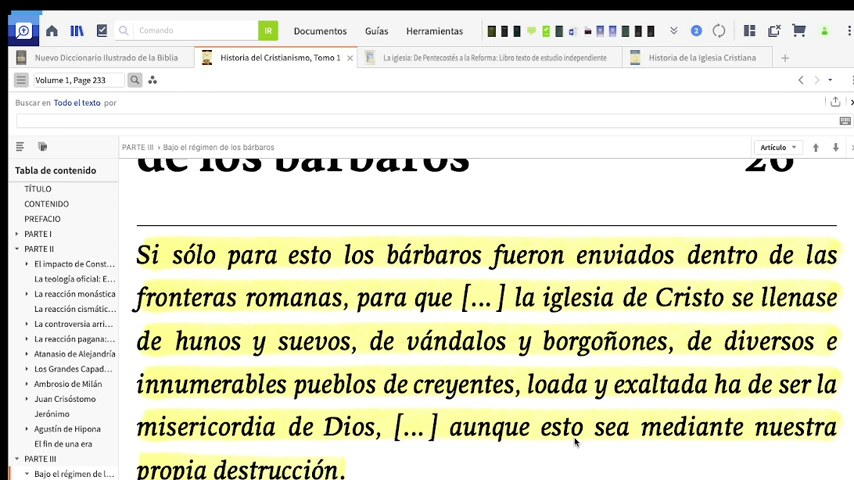 Comando
IR
Documentos
Guías
Herramientas
2
Nuevo Diccionario Ilustrado de la Biblia
Historia del Cristianismo, Tomo 1
La iglesia: De Pentecostés a la Reforma: Libro texto de estudio independiente
Historia de la Iglesia Cristiana
Volume 1, Page 233
Buscar en Todo el texto por
PARTE III › Bajo el régimen de los bárbaros
Artículo
Tabla de contenido
TÍTULO
CONTENIDO
PREFACIO
PARTE I
PARTE II
El impacto de Const...
La teología oficial: E...
La reacción monástica
La reacción cismátic...
La controversia arri...
La reacción pagana:...
Atanasio de Alejandría
Los Grandes Capad...
Ambrosio de Milán
Juan Crisóstomo
Jerónimo
Agustín de Hipona
El fin de una era
PARTE III
Bajo el régimen de l...
de los bárbaros 26
Si sólo para esto los bárbaros fueron enviados dentro de las
fronteras romanas, para que [...] la iglesia de Cristo se llenase
de hunos y suevos, de vándalos y borgoñones, de diversos e
innumerables pueblos de creyentes, loada y exaltada ha de ser la
misericordia de Dios, [...] aunque esto sea mediante nuestra
propia destrucción.